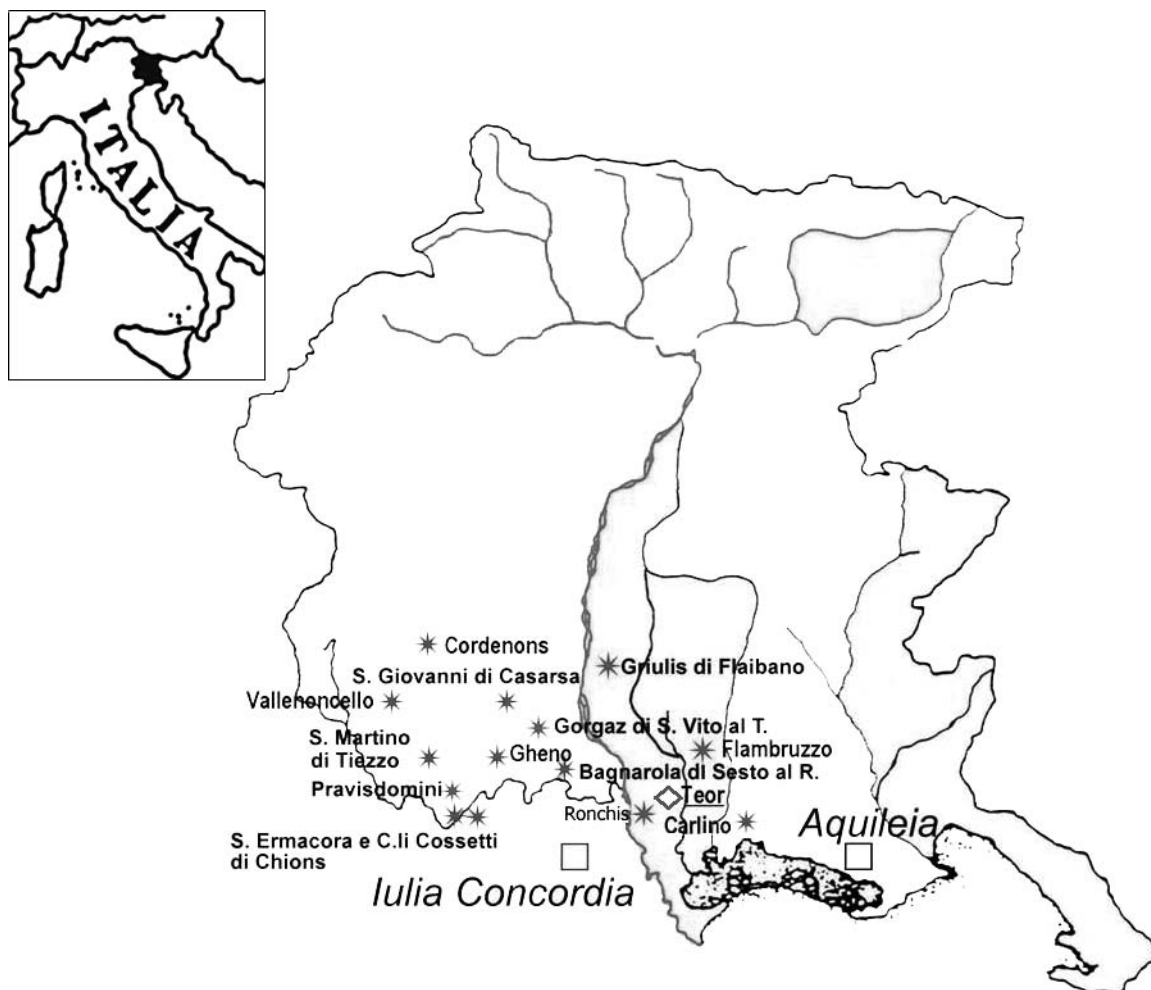 ITALIA
Cordenons
Griulis di Flaibano
S. Giovanni di Casarsa
Vallenoncello
Gorgaz di S. Vito al T.
S. Martino
di Tiezzo
Gheno
Flambruzzo
Bagnarola di Sesto al R.
Pravisdomini
Teor
Ronchis
Carlino
Aquileia
S. Ermacora e C.li Cossetti
di Chions
Iulia Concordia